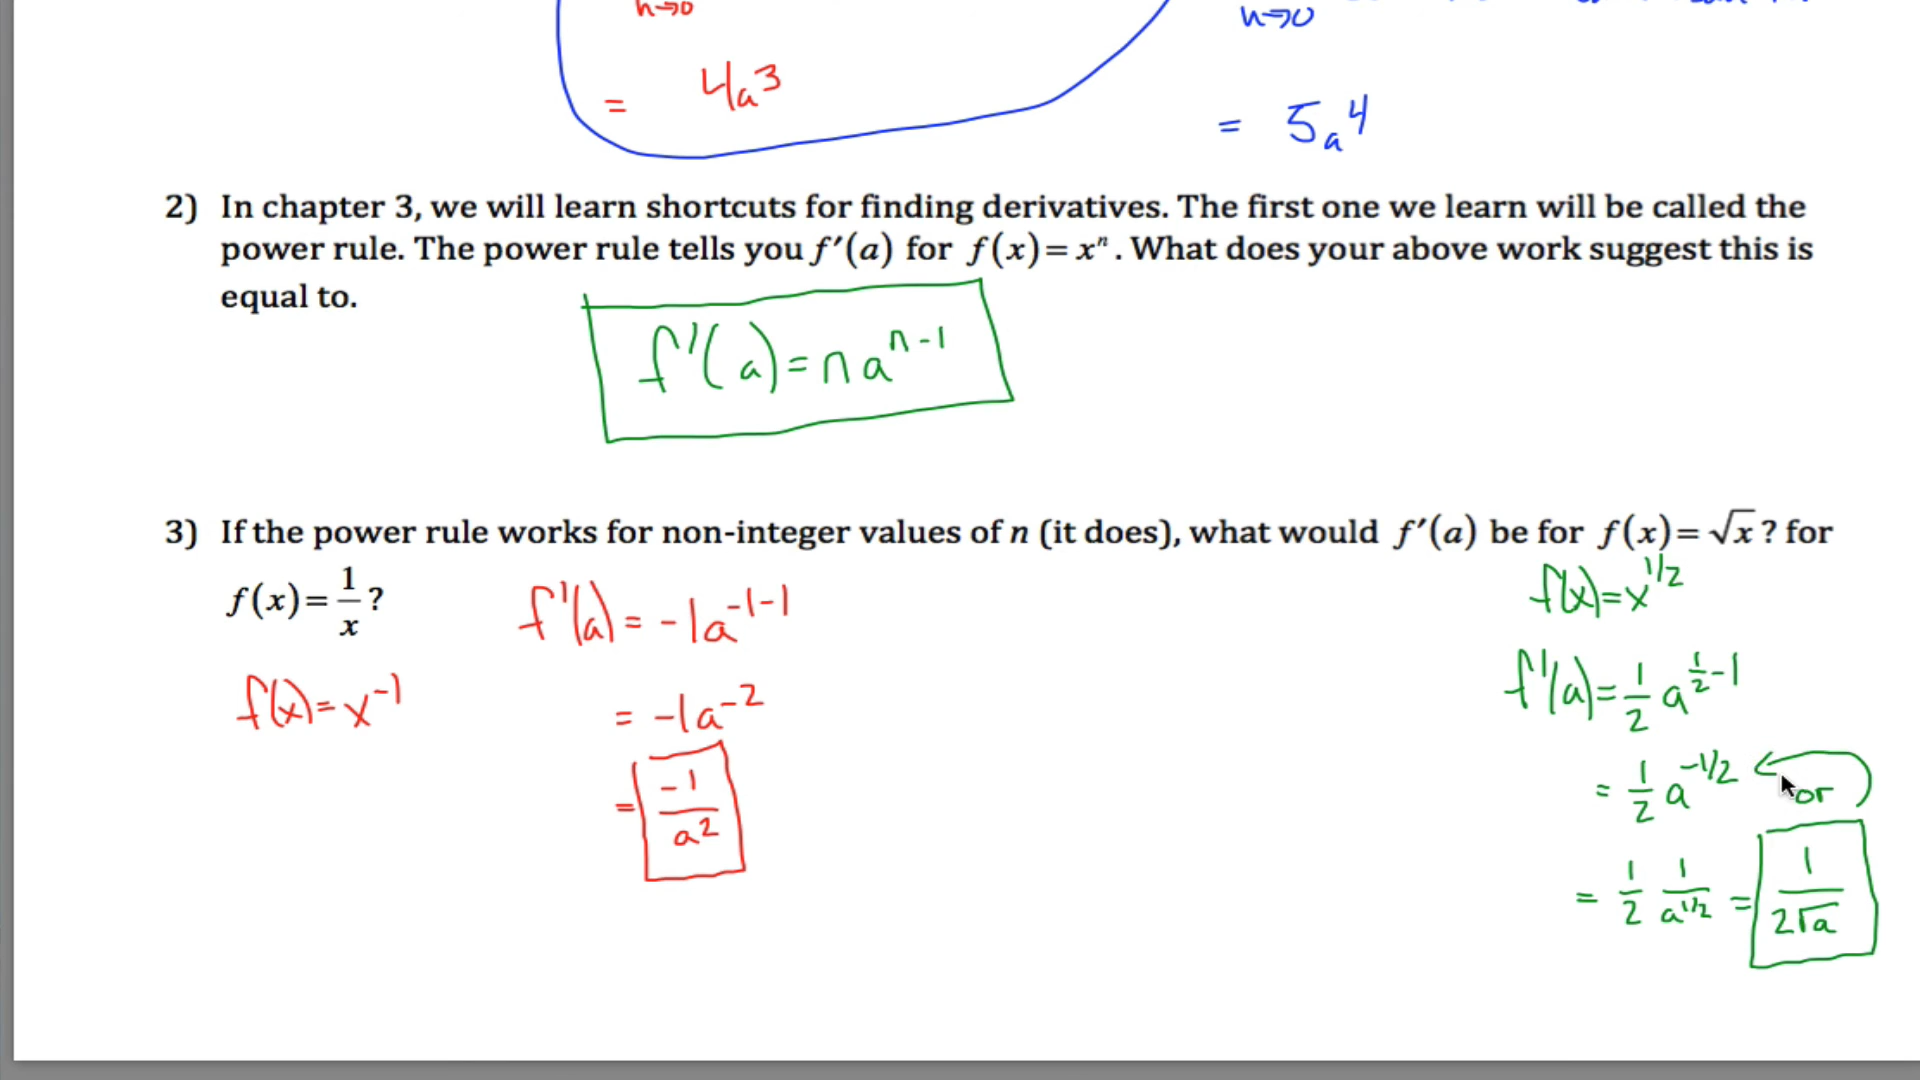 h→0
h→0
= 4a³
= 5a⁴
2) In chapter 3, we will learn shortcuts for finding derivatives. The first one we learn will be called the
power rule. The power rule tells you f′(a) for f(x)=xⁿ. What does your above work suggest this is
equal to.
f'(a)=na^(n-1)
3) If the power rule works for non-integer values of n (it does), what would f′(a) be for f(x)=√x? for
f(x)=1/x?
f(x)=x^(-1)
f'(a)=-1a^(-1-1)
=-1a^(-2)
=-1/a²
f(x)=x^(1/2)
f'(a)=1/2 a^(1/2-1)
=1/2 a^(-1/2) or
=1/2 1/a^(1/2)=1/(2√a)